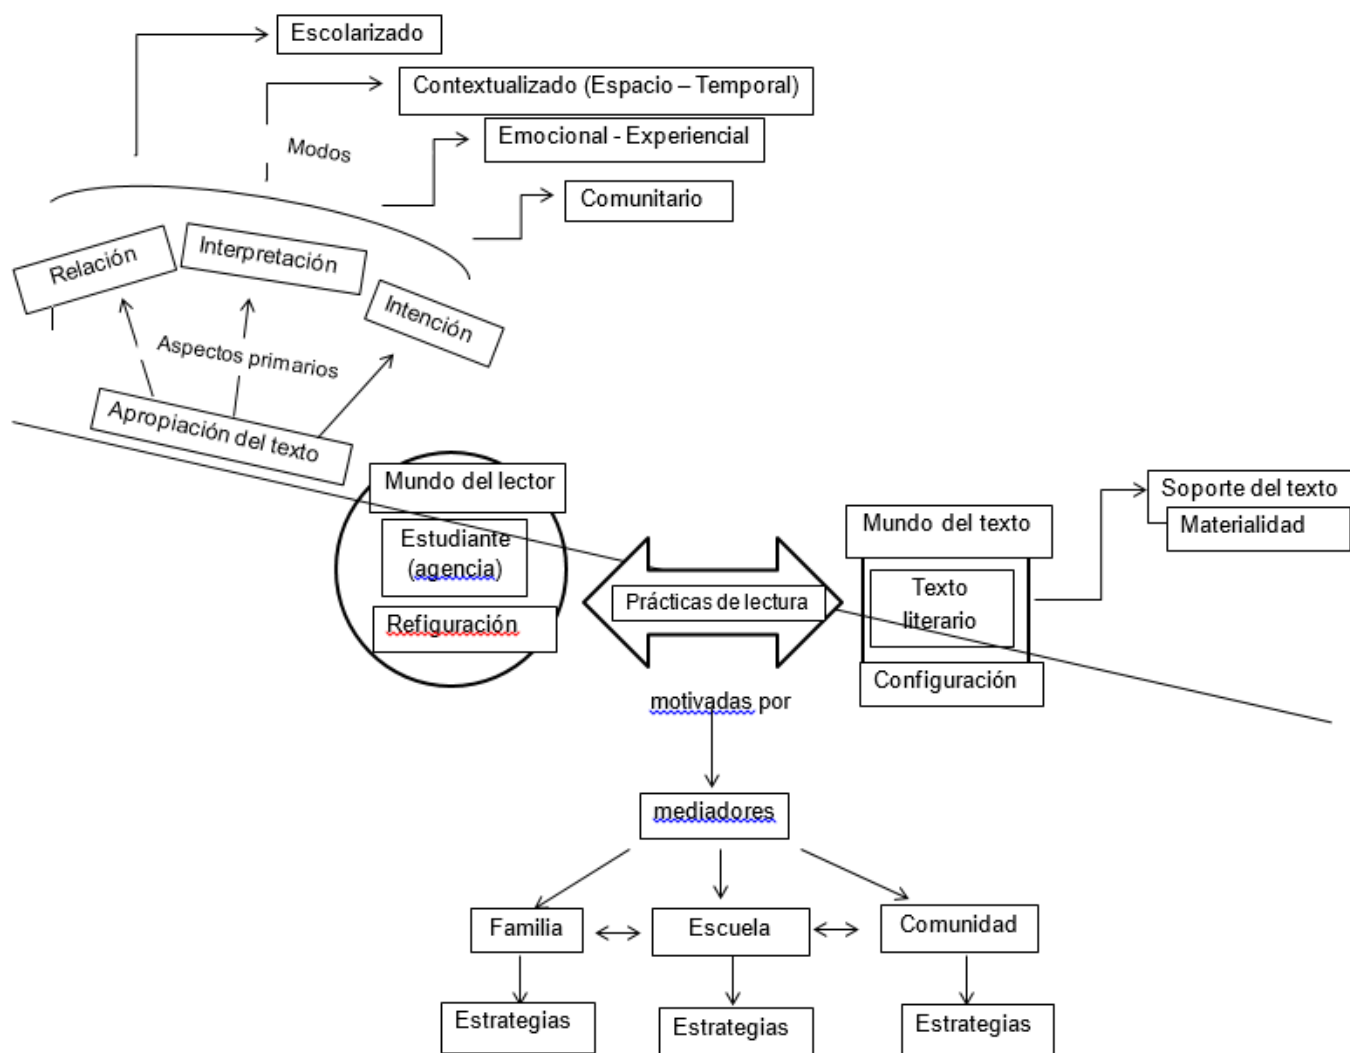 Escolarizado
Contextualizado (Espacio – Temporal)
Modos
Emocional - Experiencial
Comunitario
Relación
Interpretación
Intención
Aspectos primarios
Apropiación del texto
Mundo del lector
Estudiante
(agencia)
Refiguración
Prácticas de lectura
Mundo del texto
Texto
literario
Configuración
Soporte del texto
Materialidad
motivadas por
mediadores
Familia
Escuela
Comunidad
Estrategias
Estrategias
Estrategias